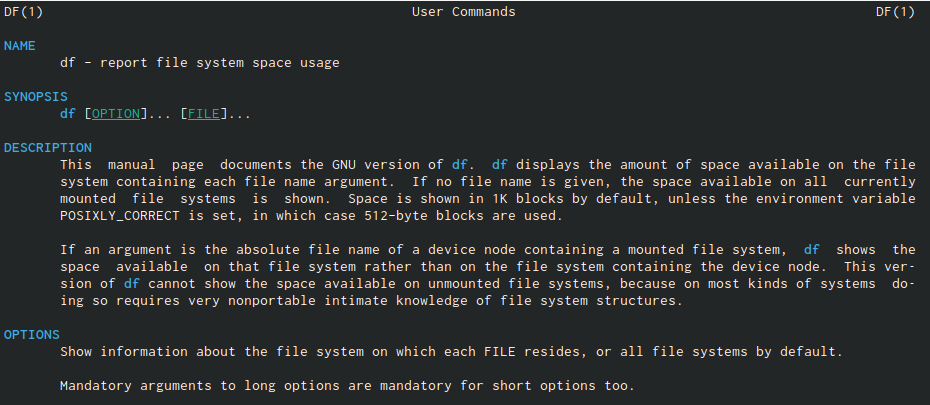 DF(1) User Commands DF(1)
NAME
df – report file system space usage
SYNOPSIS
df [OPTION]... [FILE]...
DESCRIPTION
This manual page documents the GNU version of df. df displays the amount of space available on the file
system containing each file name argument. If no file name is given, the space available on all currently
mounted file systems is shown. Space is shown in 1K blocks by default, unless the environment variable
POSIXLY_CORRECT is set, in which case 512-byte blocks are used.
If an argument is the absolute file name of a device node containing a mounted file system, df shows the
space available on that file system rather than on the file system containing the device node. This ver-
sion of df cannot show the space available on unmounted file systems, because on most kinds of systems do-
ing so requires very nonportable intimate knowledge of file system structures.
OPTIONS
Show information about the file system on which each FILE resides, or all file systems by default.
Mandatory arguments to long options are mandatory for short options too.